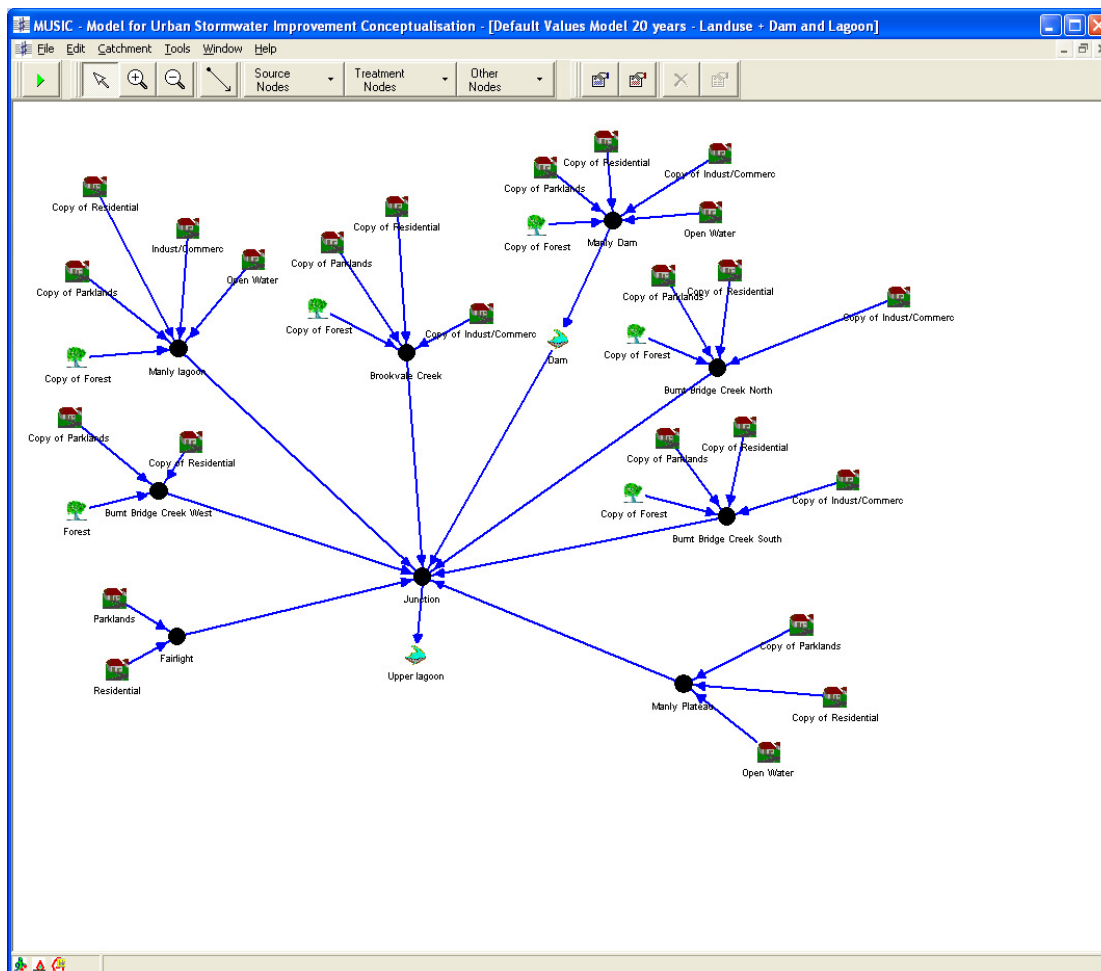 MUSIC - Model for Urban Stormwater Improvement Conceptualisation - [Default Values Model 20 years - Landuse + Dam and Lagoon]
File Edit Catchment Tools Window Help
Source Nodes
Treatment Nodes
Other Nodes
Copy of Residential
Indust/Commerc
Open Water
Copy of Parklands
Copy of Forest
Manly lagoon
Copy of Residential
Copy of Parklands
Copy of Forest
Copy of Indust/Commerc
Brookvale Creek
Copy of Residential
Copy of Indust/Commerc
Copy of Parklands
Open Water
Copy of Forest
Manly Dam
Dam
Copy of Parklands
Copy of Residential
Copy of Indust/Commerc
Copy of Forest
Burnt Bridge Creek North
Copy of Parklands
Copy of Residential
Forest
Burnt Bridge Creek West
Copy of Parklands
Copy of Residential
Copy of Indust/Commerc
Copy of Forest
Burnt Bridge Creek South
Junction
Parklands
Fairlight
Residential
Upper lagoon
Copy of Parklands
Manly Plateau
Copy of Residential
Open Water